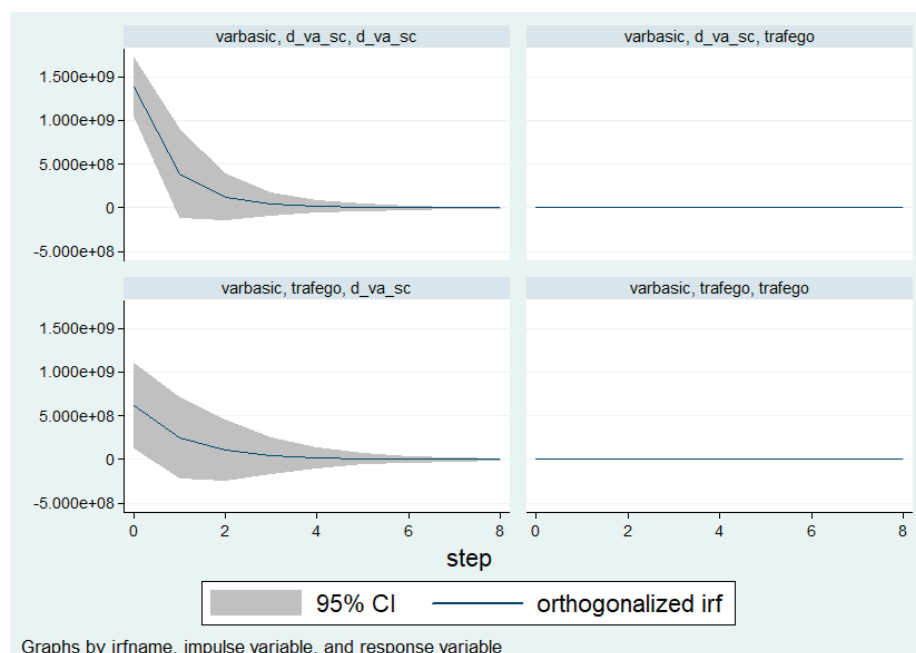 varbasic, d_va_sc, d_va_sc
varbasic, d_va_sc, trafego
1.500e+09
1.000e+09
5.000e+08
0
-5.000e+08
varbasic, trafego, d_va_sc
varbasic, trafego, trafego
1.500e+09
1.000e+09
5.000e+08
0
-5.000e+08
0 2 4 6 8 0 2 4 6 8
step
95% CI orthogonalized irf
Graphs by irfname, impulse variable, and response variable